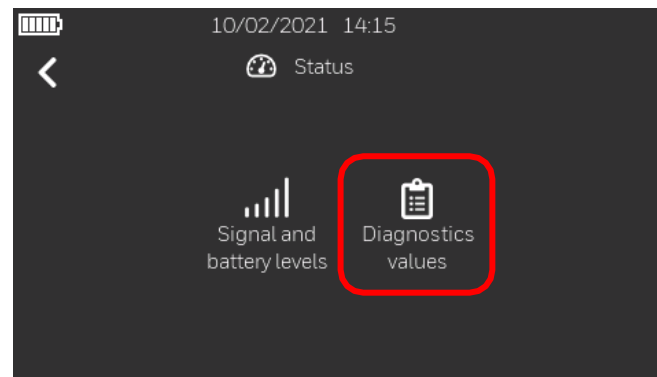 10/02/2021 14:15
Status
Signal and
battery levels
Diagnostics
values